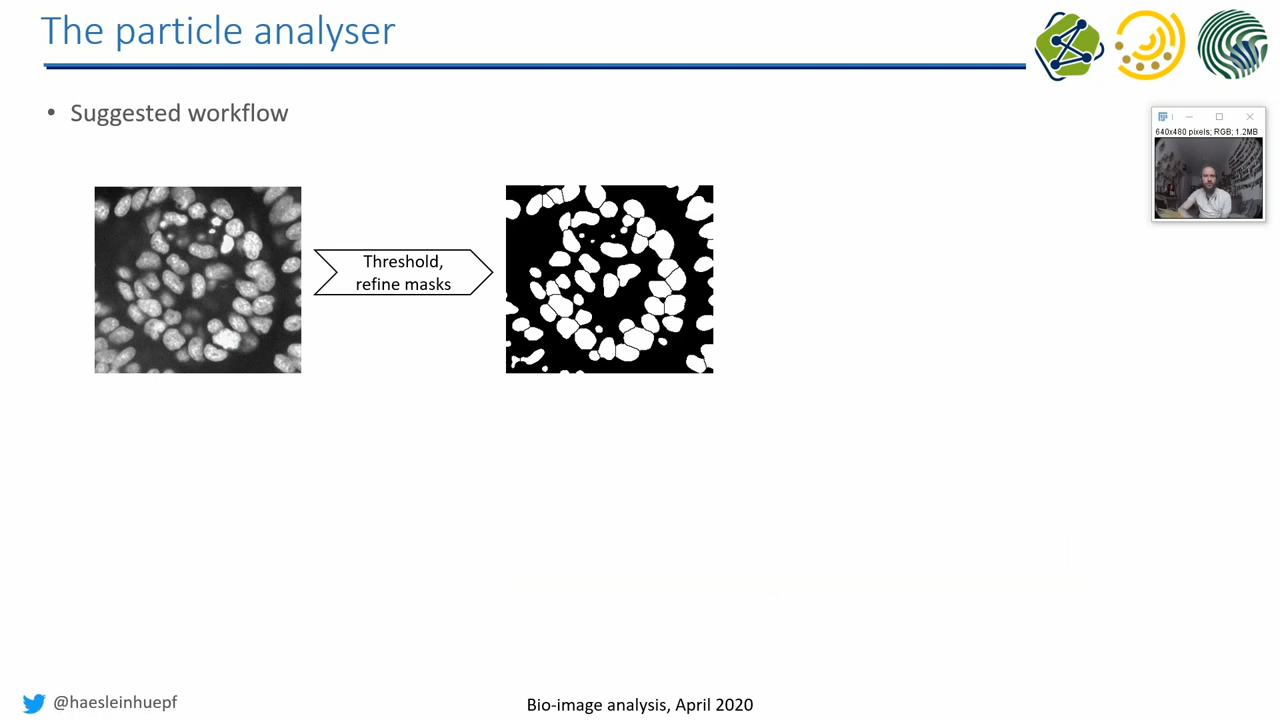 The particle analyser
• Suggested workflow
640x480 pixels; RGB; 1.2MB
Threshold,
refine masks
@haesleinhuepf
Bio-image analysis, April 2020